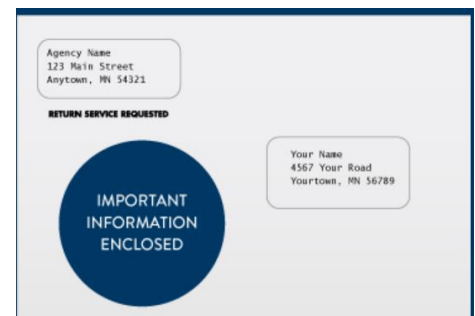 Agency Name
123 Main Street
Anytown, MN 54321
RETURN SERVICE REQUESTED
Your Name
4567 Your Road
Yourtown, MN 56789
IMPORTANT
INFORMATION
ENCLOSED